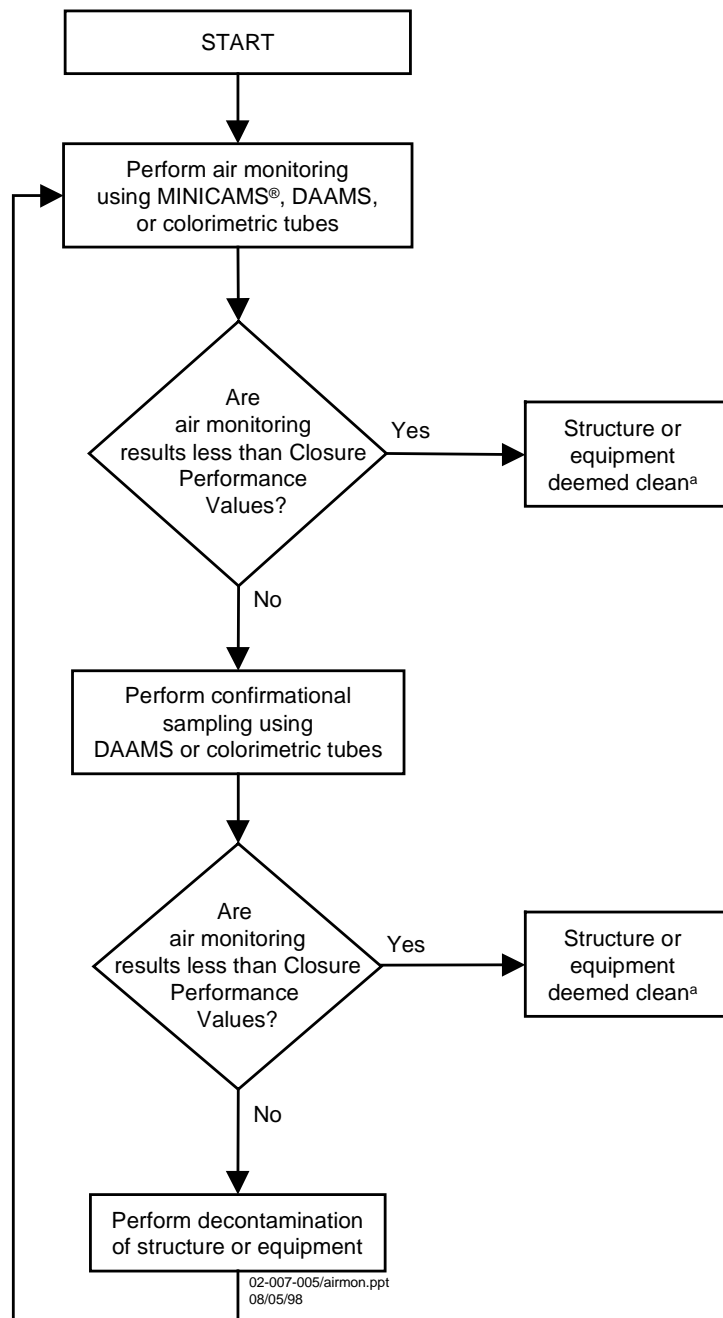 START
Perform air monitoring
using MINICAMS®, DAAMS,
or colorimetric tubes
Are
air monitoring
results less than Closure
Performance
Values?
Yes
Structure or
equipment
deemed cleanᵃ
No
Perform confirmational
sampling using
DAAMS or colorimetric tubes
Are
air monitoring
results less than Closure
Performance
Values?
Yes
Structure or
equipment
deemed cleanᵃ
No
Perform decontamination
of structure or equipment
02-007-005/airmon.ppt
08/05/98